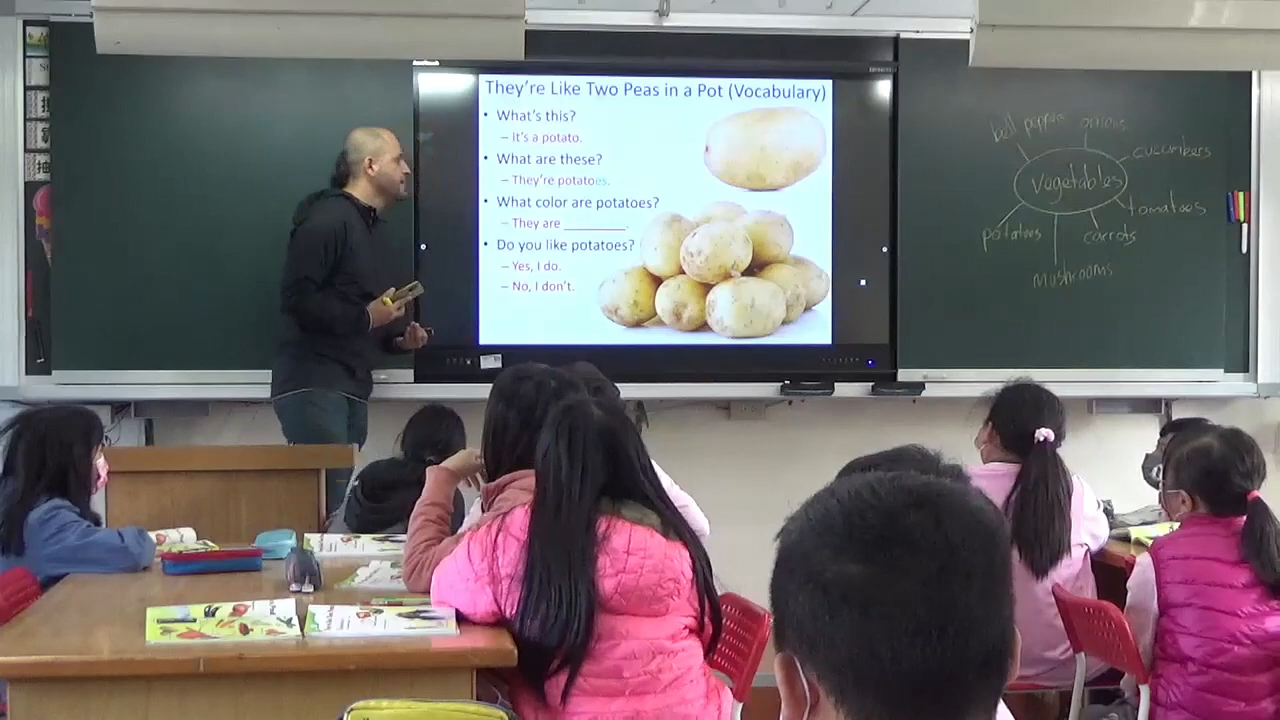 They're Like Two Peas in a Pot (Vocabulary)
• What's this?
– It's a potato.
• What are these?
– They're potatoes.
• What color are potatoes?
– They are ________.
• Do you like potatoes?
– Yes, I do.
– No, I don't.
bell peppers
onions
cucumbers
vegetables
tomatoes
potatoes
carrots
mushrooms